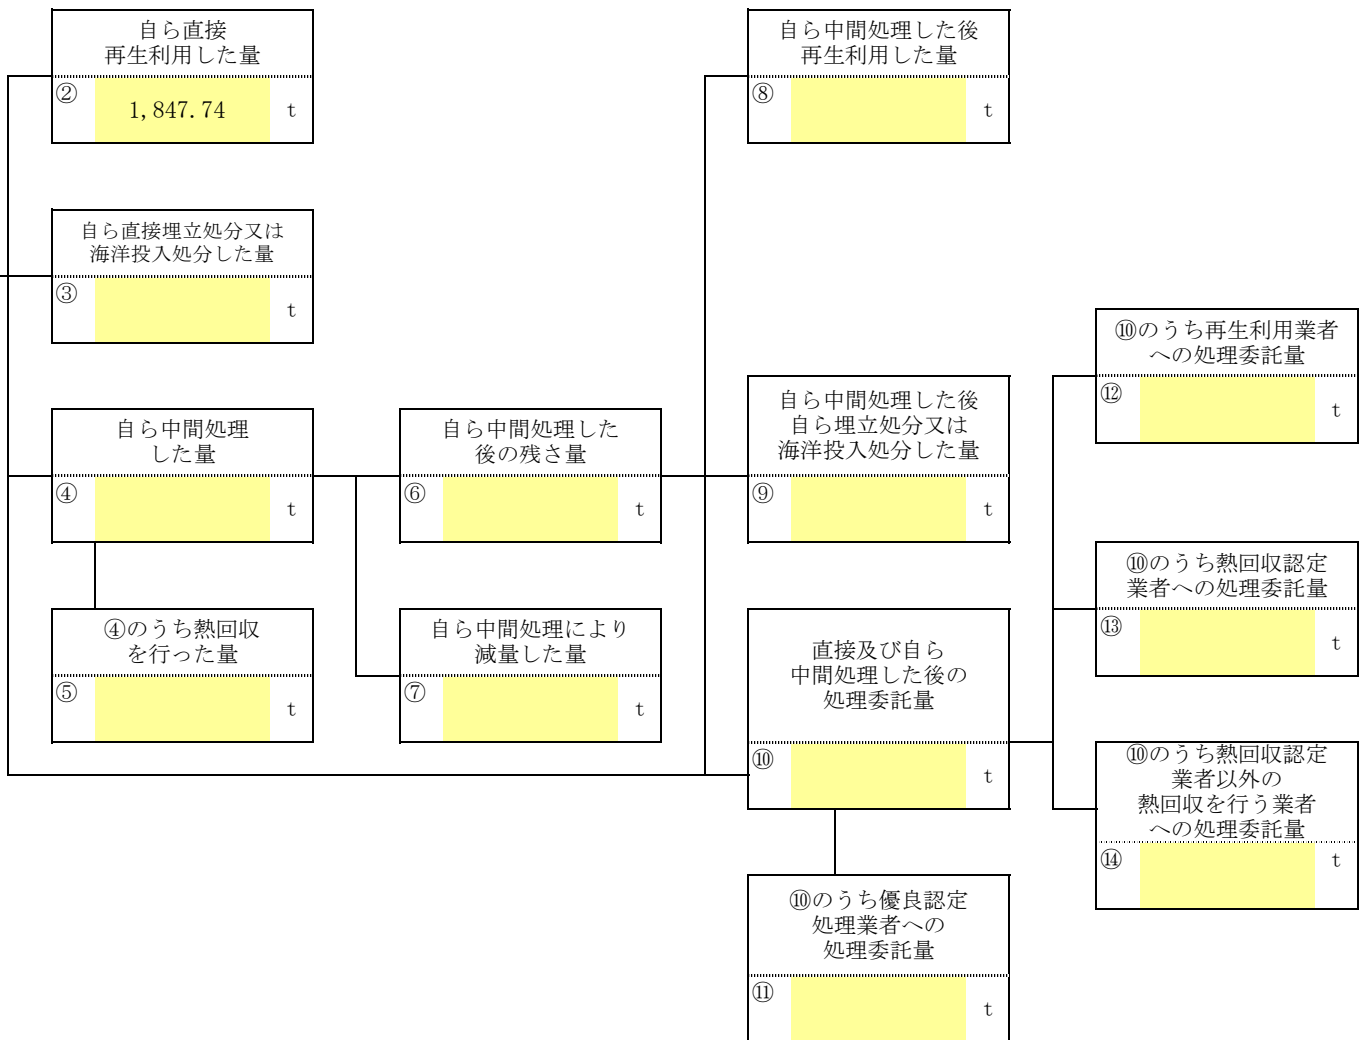 自ら直接
再生利用した量
②
1,847.74 t
自ら直接埋立処分又は
海洋投入処分した量
③
t
自ら中間処理
した量
④
t
④のうち熱回収
を行った量
⑤
t
自ら中間処理した
後の残さ量
⑥
t
自ら中間処理により
減量した量
⑦
t
自ら中間処理した後
再生利用した量
⑧
t
自ら中間処理した後
自ら埋立処分又は
海洋投入処分した量
⑨
t
直接及び自ら
中間処理した後の
処理委託量
⑩
t
⑩のうち優良認定
処理業者への
処理委託量
⑪
t
⑩のうち再生利用業者
への処理委託量
⑫
t
⑩のうち熱回収認定
業者への処理委託量
⑬
t
⑩のうち熱回収認定
業者以外の
熱回収を行う業者
への処理委託量
⑭
t